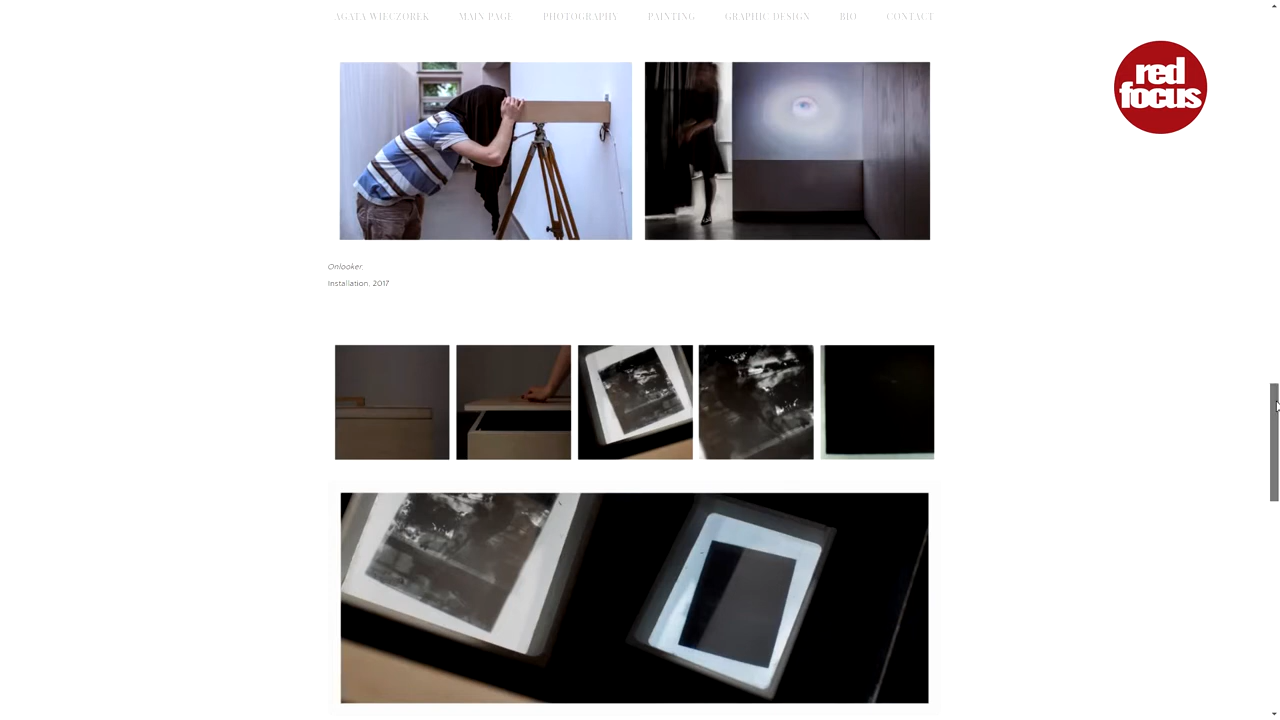 AGATA WIECZOREK MAIN PAGE PHOTOGRAPHY PAINTING GRAPHIC DESIGN BIO CONTACT
red
focus
Onlooker.
Installation. 2017